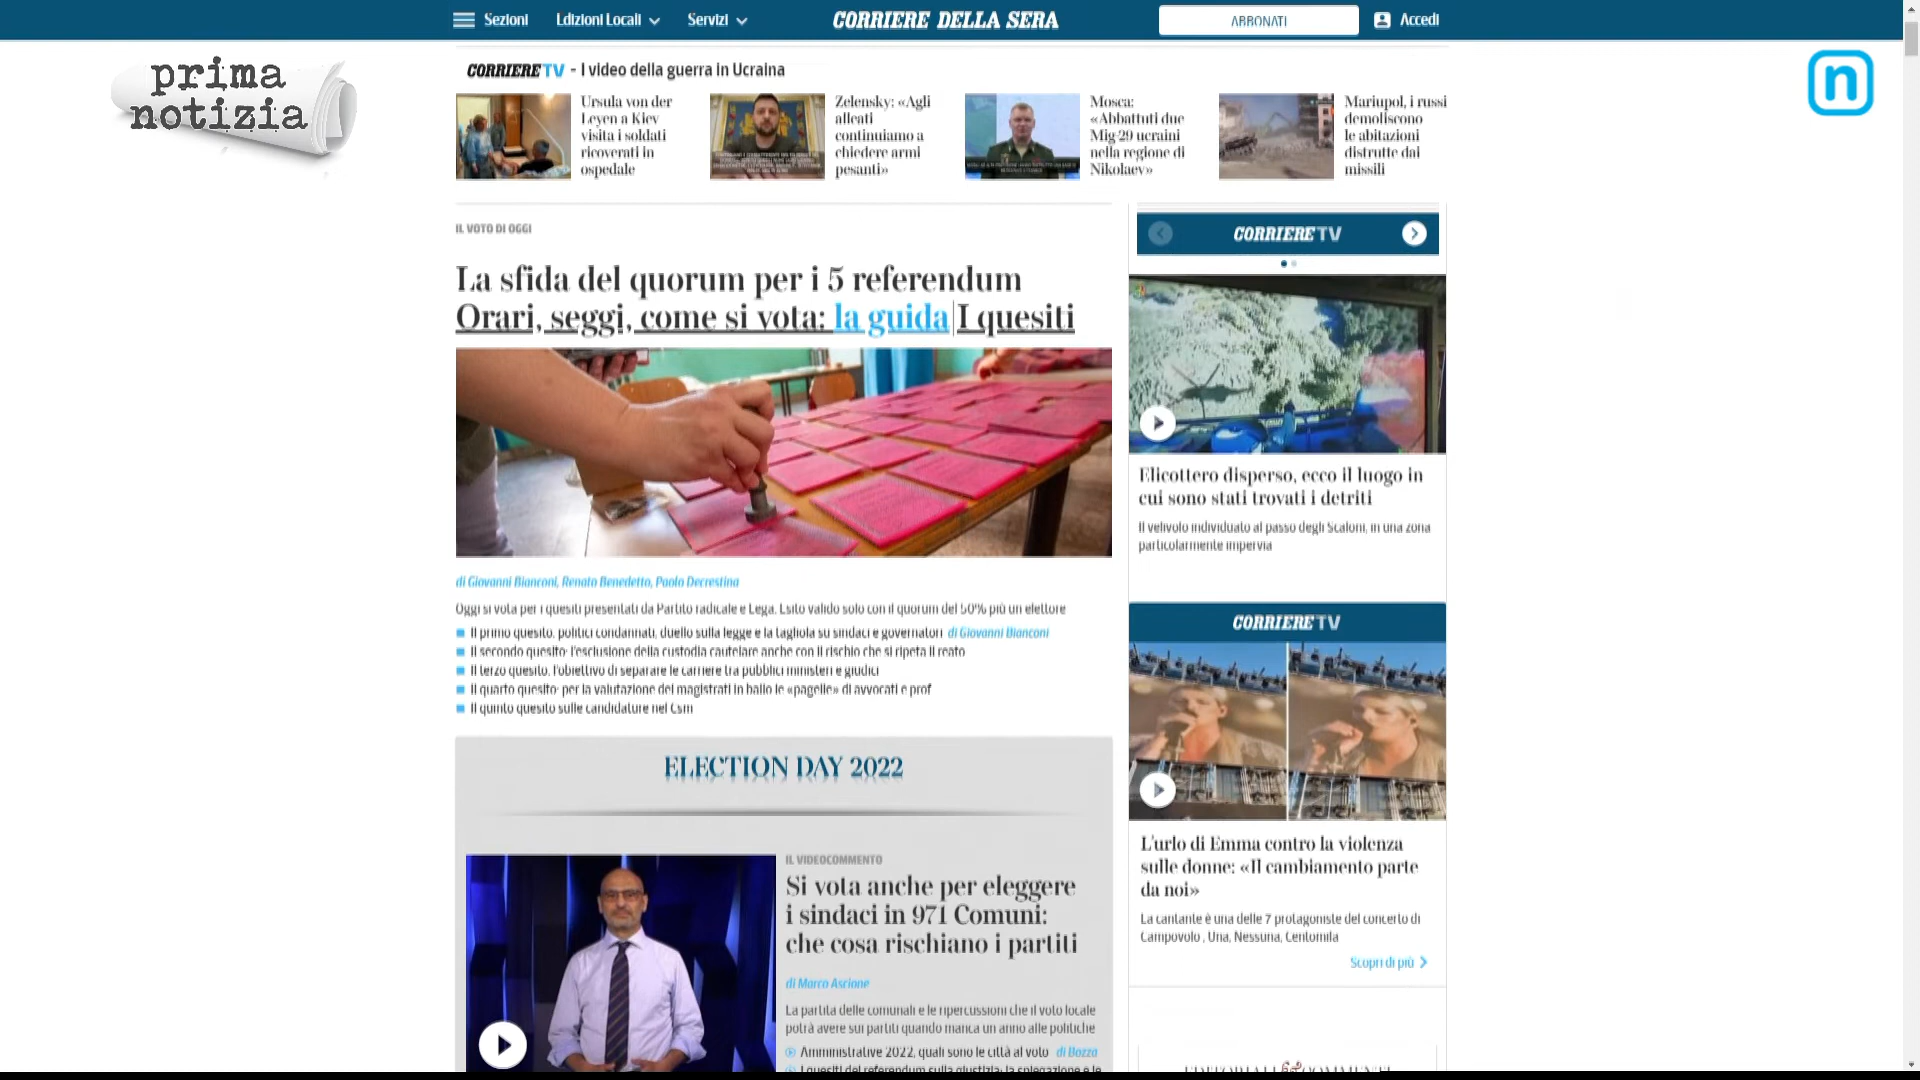 Sezioni
Edizioni Locali
Servizi
CORRIERE DELLA SERA
ABBONATI
Accedi
prima
notizia
n
CORRIERE TV - I video della guerra in Ucraina
Ursula von der
Leyen a Kiev
visita i soldati
ricoverati in
ospedale
Zelensky: «Agli
alleati
continuiamo a
chiedere armi
pesanti»
Mosca:
«Abbattuti due
Mig-29 ucraini
nella regione di
Nikolaev»
Mariupol, i russi
demoliscono
le abitazioni
distrutte dai
missili
IL VOTO DI OGGI
La sfida del quorum per i 5 referendum
Orari, seggi, come si vota: la guida I quesiti
di Giovanni Bianconi, Renato Benedetto, Paolo Decrestina
Oggi si vota per i quesiti presentati da Partito radicale e Lega. Esito valido solo con il quorum del 50% più un elettore
Il primo quesito: politici condannati, duello sulla legge e la tagliola su sindaci e governatori di Giovanni Bianconi
Il secondo quesito: l'esclusione della custodia cautelare anche con il rischio che si ripeta il reato
Il terzo quesito, l'obiettivo di separare le carriere tra pubblici ministeri e giudici
Il quarto quesito: per la valutazione dei magistrati in ballo le «pagelle» di avvocati e prof
Il quinto quesito sulle candidature nel Csm
CORRIERE TV
Elicottero disperso, ecco il luogo in
cui sono stati trovati i detriti
Il velivolo individuato al passo degli Scaloni, in una zona
particolarmente impervia
CORRIERE TV
L'urlo di Emma contro la violenza
sulle donne: «Il cambiamento parte
da noi»
La cantante è una delle 7 protagoniste del concerto di
Campovolo , Una, Nessuna, Centomila
Scopri di più
ELECTION DAY 2022
IL VIDEOCOMMENTO
Si vota anche per eleggere
i sindaci in 971 Comuni:
che cosa rischiano i partiti
di Marco Ascione
La partita delle comunali e le ripercussioni che il voto locale
potrà avere sui partiti quando manca un anno alle politiche
Amministrative 2022, quali sono le città al voto di Bozza
I quesiti del referendum sulla giustizia: la spiegazione e le